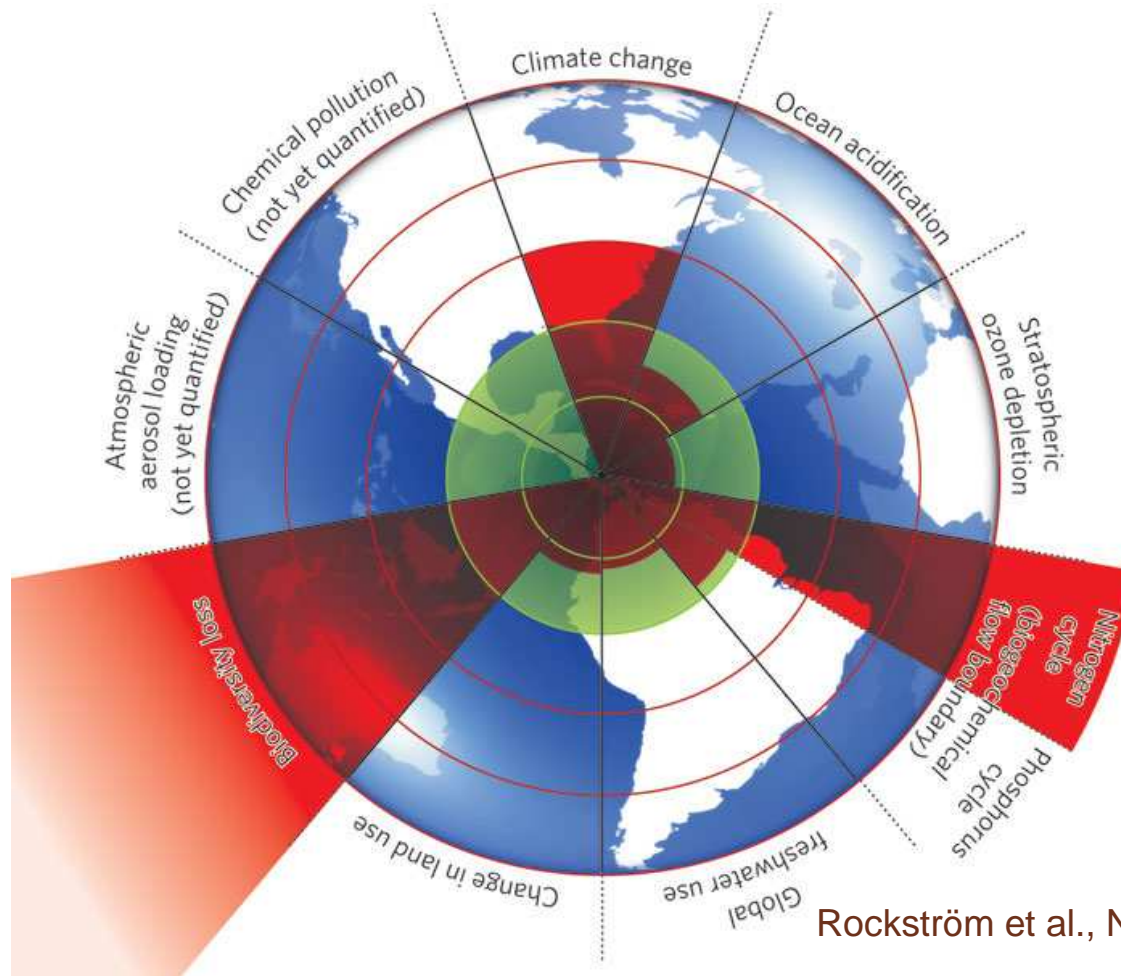 Climate change
Ocean acidification
Stratospheric
ozone depletion
Nitrogen
cycle
(biogeochemical
flow boundary)
Phosphorus
cycle
Global
freshwater use
Change in land use
Biodiversity loss
Atmospheric
aerosol loading
(not yet quantified)
Chemical pollution
(not yet quantified)
Rockström et al., N